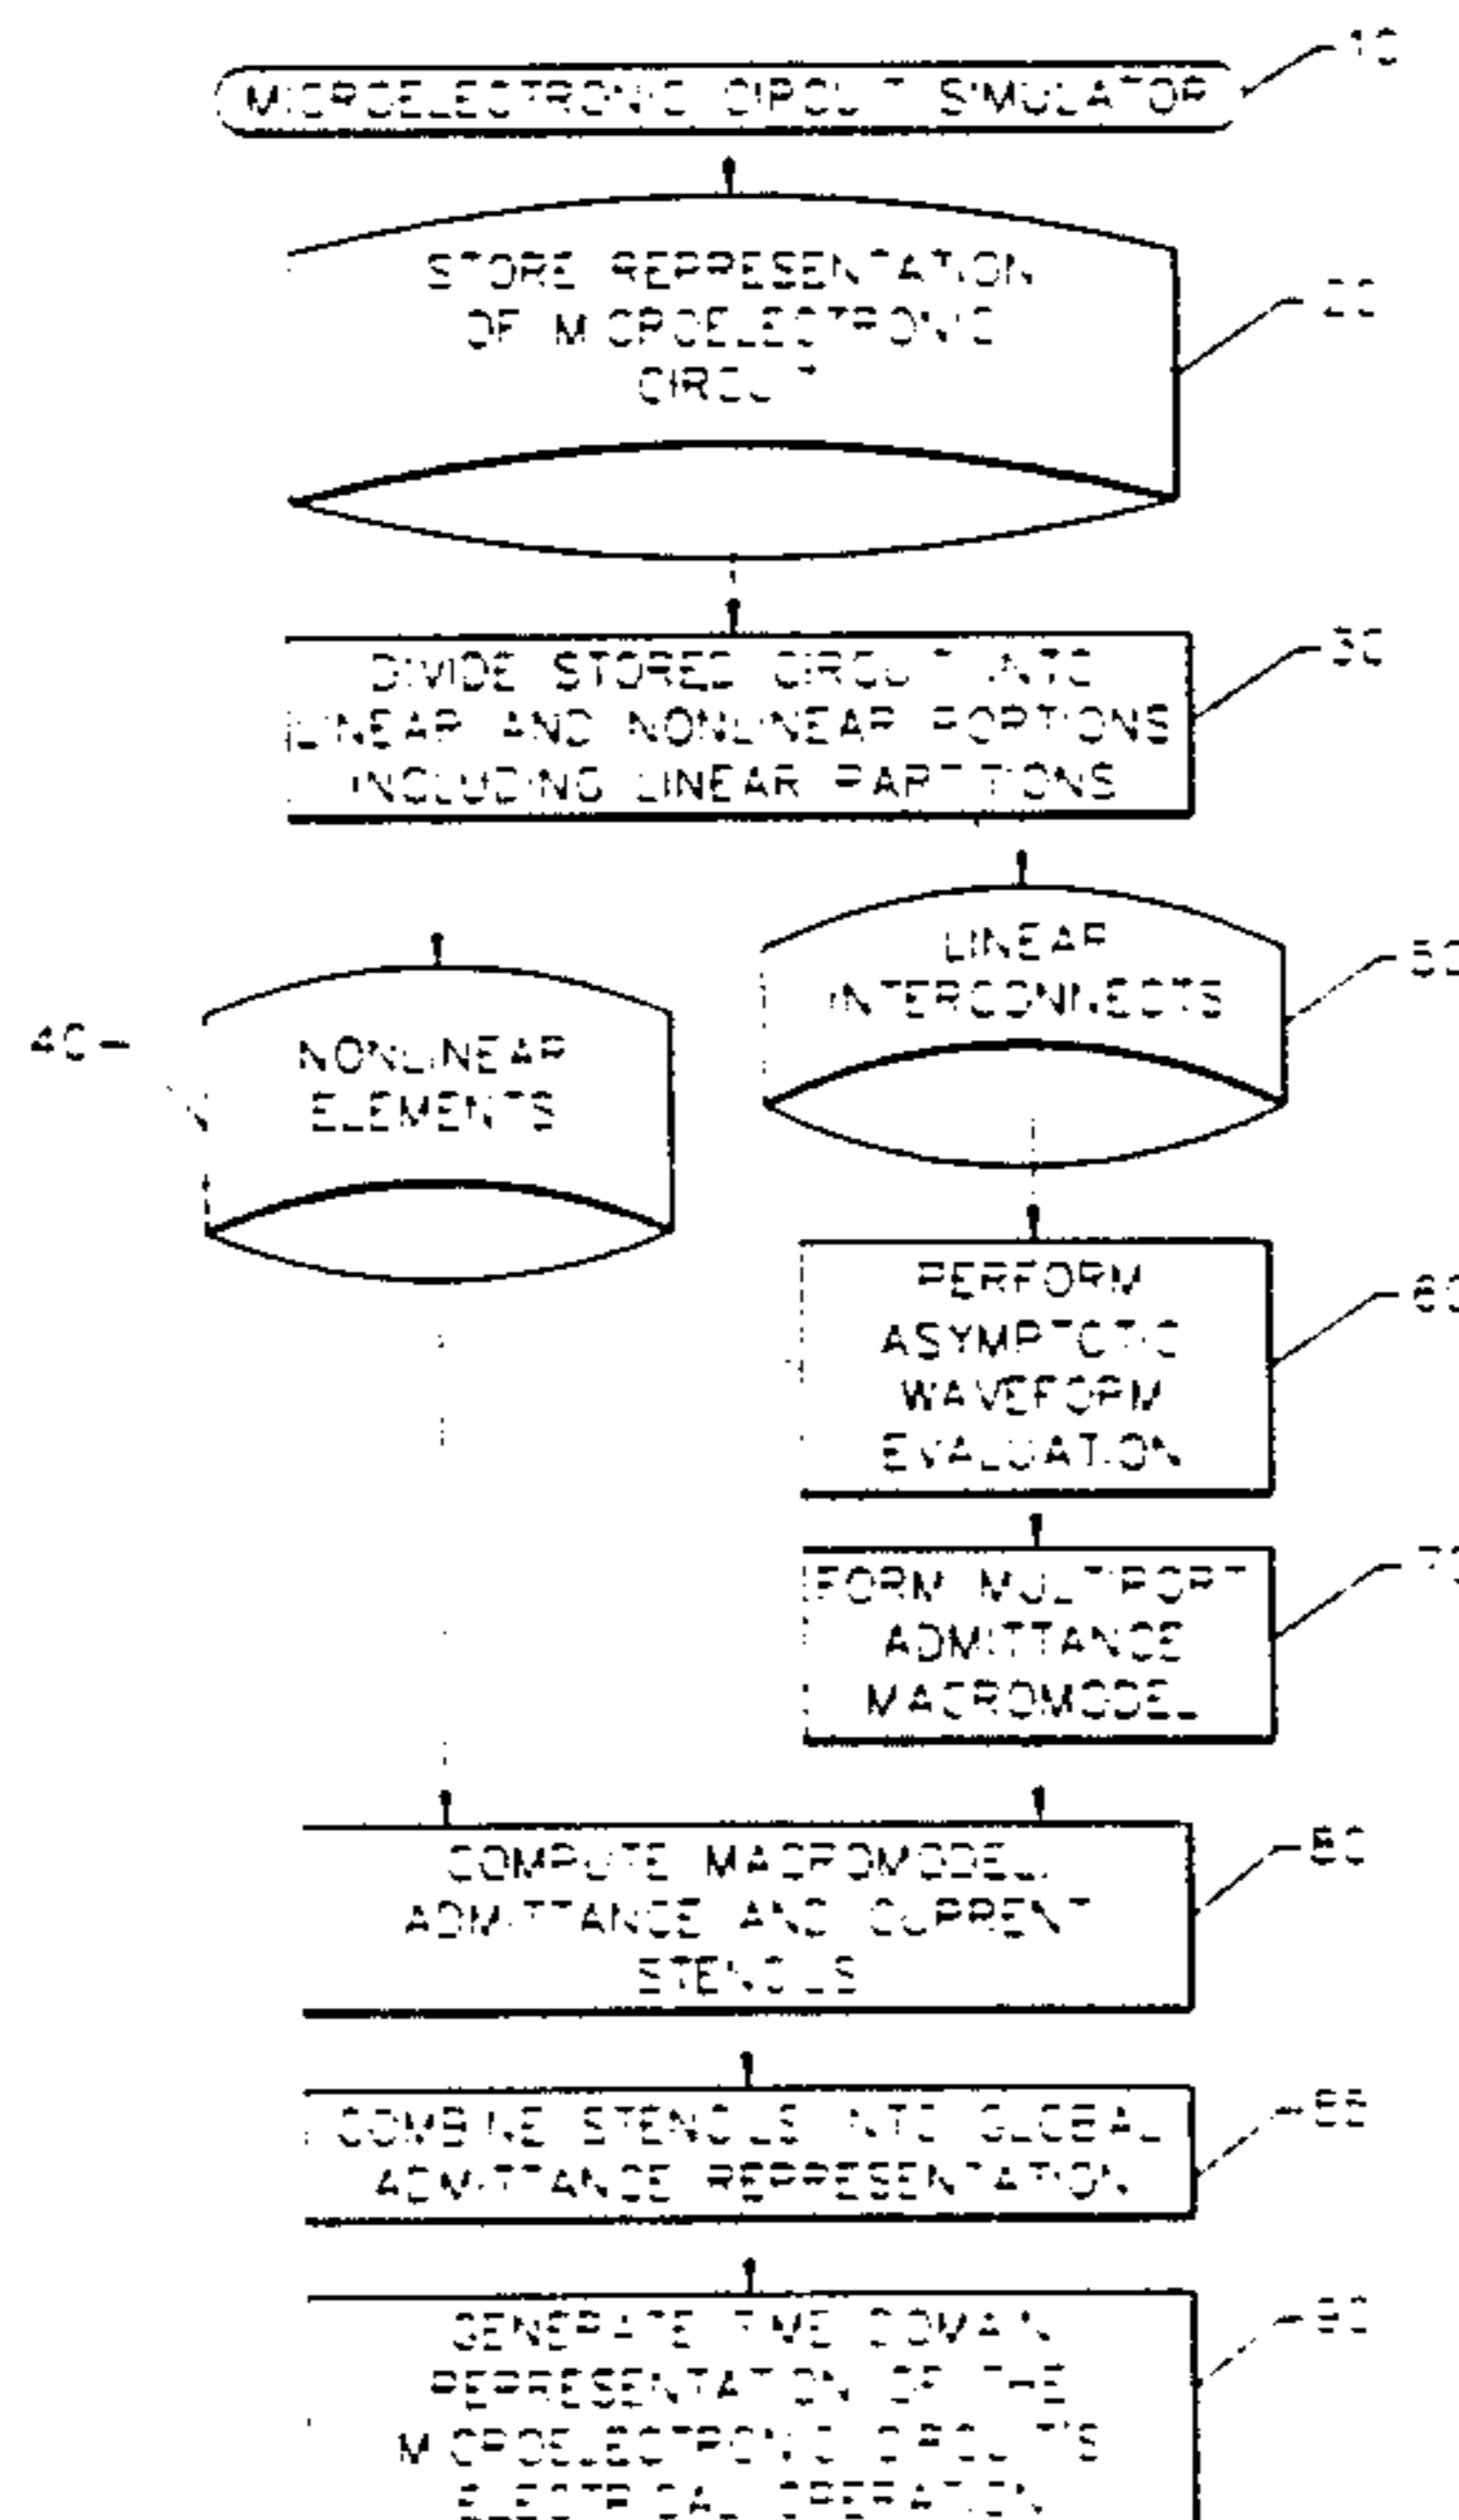 10
MICROELECTRONIC CIRCUIT SIMULATOR
STORE REPRESENTATION
OF MICROELECTRONIC
CIRCUIT
20
DIVIDE STORED CIRCUIT INTO
LINEAR AND NONLINEAR PORTIONS
INCLUDING LINEAR PARTITIONS
30
LINEAR
INTERCONNECTS
50
40
NONLINEAR
ELEMENTS
PERFORM
ASYMPTOTIC
WAVEFORM
EVALUATION
60
FORM MULTIPORT
ADMITTANCE
MACROMODEL
70
COMPUTE MACROMODEL
ADMITTANCE AND CURRENT
STENCILS
80
COMBINE STENCILS INTO GLOBAL
ADMITTANCE REPRESENTATION
GENERATE TIME DOMAIN
REPRESENTATION OF THE
MICROELECTRONIC CIRCUIT'S
ELECTRICAL OPERATION